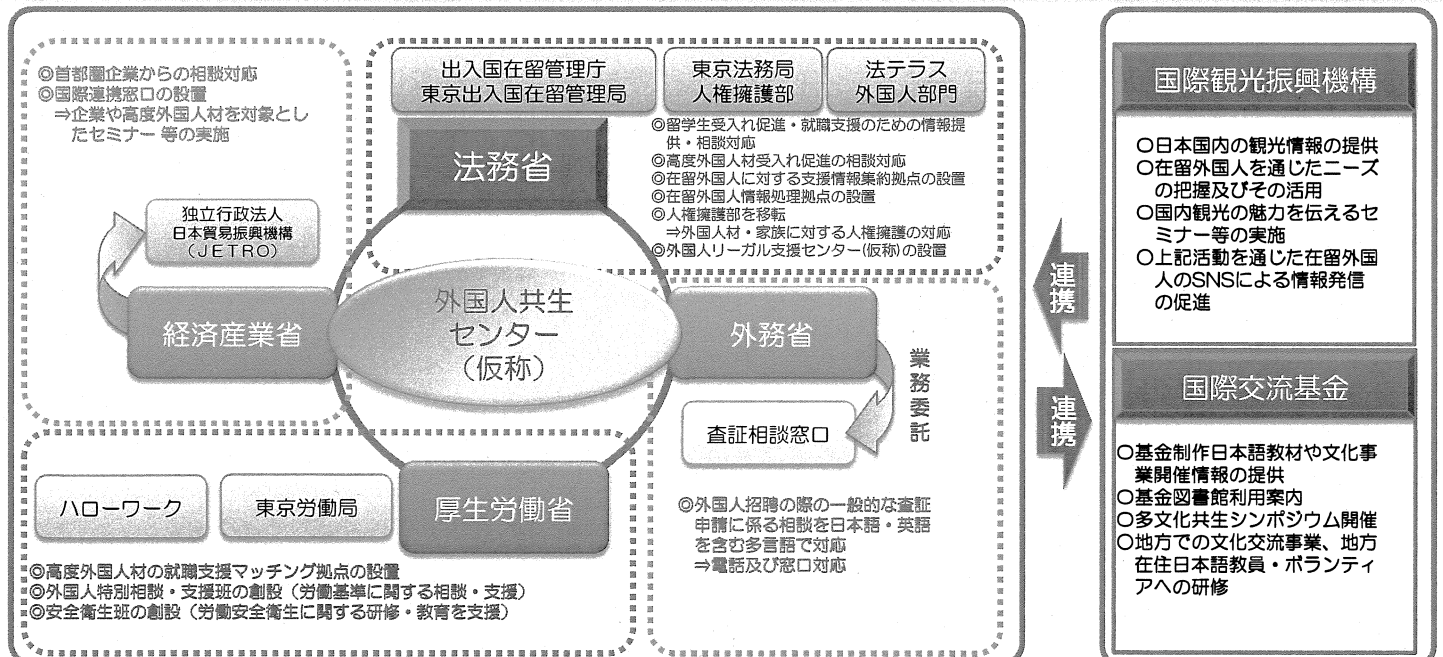 ◎首都圏企業からの相談対応
◎国際連携窓口の設置
⇒企業や高度外国人材を対象とし
たセミナー 等の実施
独立行政法人
日本貿易振興機構
（JETRO）
経済産業省
出入国在留管理庁
東京出入国在留管理局
東京法務局
人権擁護部
法テラス
外国人部門
法務省
◎留学生受入れ促進・就職支援のための情報提
供・相談対応
◎高度外国人材受入れ促進の相談対応
◎在留外国人に対する支援情報集約拠点の設置
◎在留外国人情報処理拠点の設置
◎人権擁護部を移転
⇒外国人材・家族に対する人権擁護の対応
◎外国人リーガル支援センター(仮称)の設置
外国人共生
センター
（仮称）
外務省
業務委託
査証相談窓口
◎外国人招聘の際の一般的な査証
申請に係る相談を日本語・英語
を含む多言語で対応
⇒電話及び窓口対応
ハローワーク
東京労働局
厚生労働省
◎高度外国人材の就職支援マッチング拠点の設置
◎外国人特別相談・支援班の創設（労働基準に関する相談・支援）
◎安全衛生班の創設（労働安全衛生に関する研修・教育を支援）
連携
連携
国際観光振興機構
○日本国内の観光情報の提供
○在留外国人を通じたニーズ
の把握及びその活用
○国内観光の魅力を伝えるセ
ミナー等の実施
○上記活動を通じた在留外国
人のSNSによる情報発信
の促進
国際交流基金
○基金制作日本語教材や文化事
業開催情報の提供
○基金図書館利用案内
○多文化共生シンポジウム開催
○地方での文化交流事業、地方
在住日本語教員・ボランティ
アへの研修